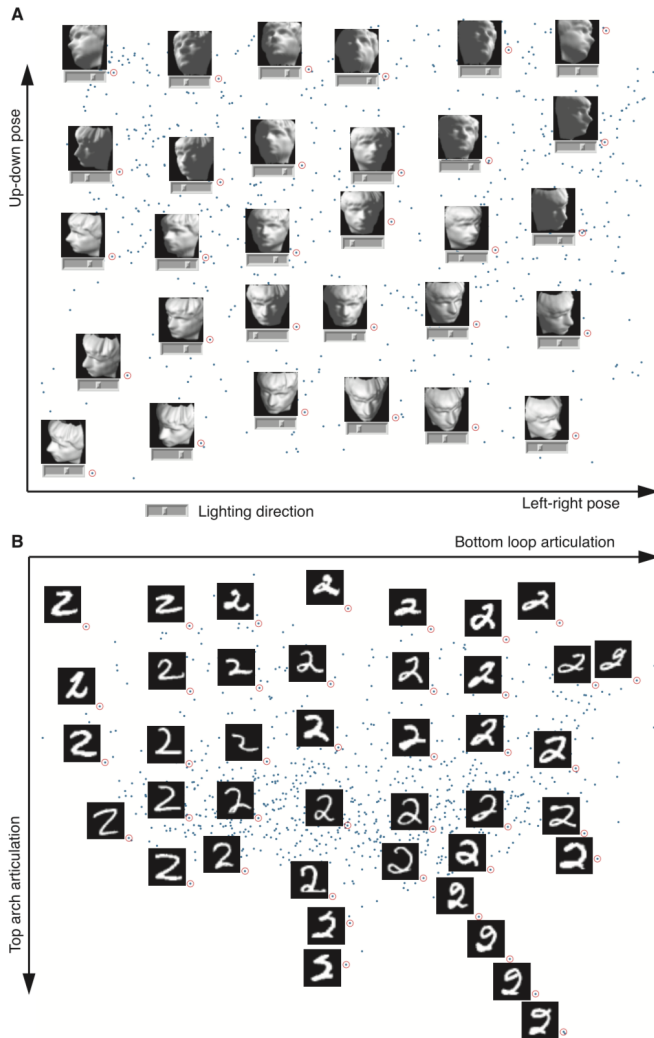 A
Up-down pose
Left-right pose
Lighting direction
B
Bottom loop articulation
Top arch articulation